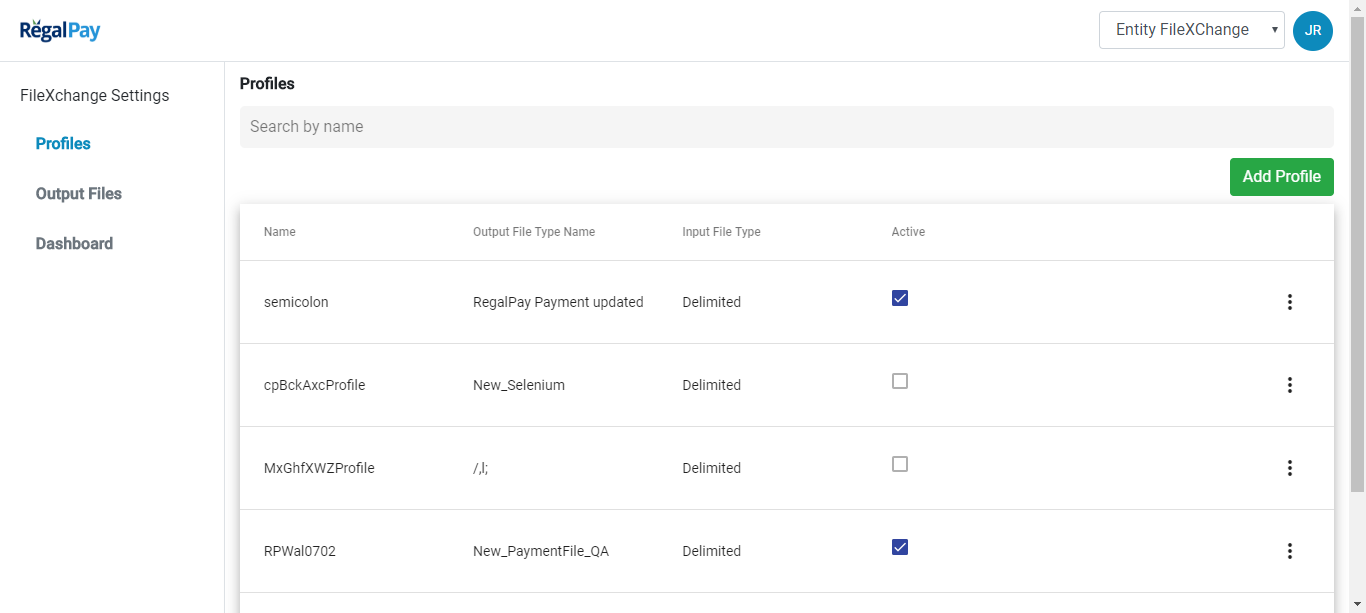 RegalPay
Entity FileXChange
JR
FileXchange Settings
Profiles
Output Files
Dashboard
Profiles
Search by name
Add Profile
Name Output File Type Name Input File Type Active
semicolon RegalPay Payment updated Delimited
cpBckAxcProfile New_Selenium Delimited
MxGhfXWZProfile /,l; Delimited
RPWal0702 New_PaymentFile_QA Delimited